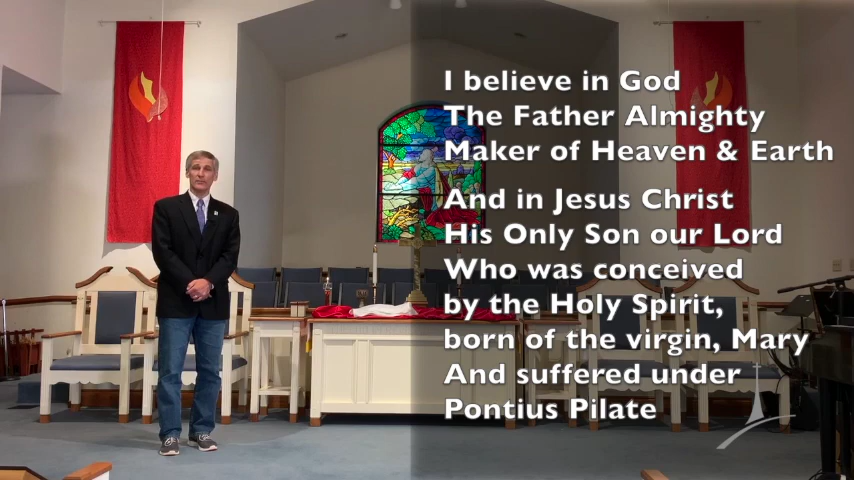 I believe in God
The Father Almighty
Maker of Heaven & Earth
And in Jesus Christ
His Only Son our Lord
Who was conceived
by the Holy Spirit,
born of the virgin, Mary
And suffered under
Pontius Pilate